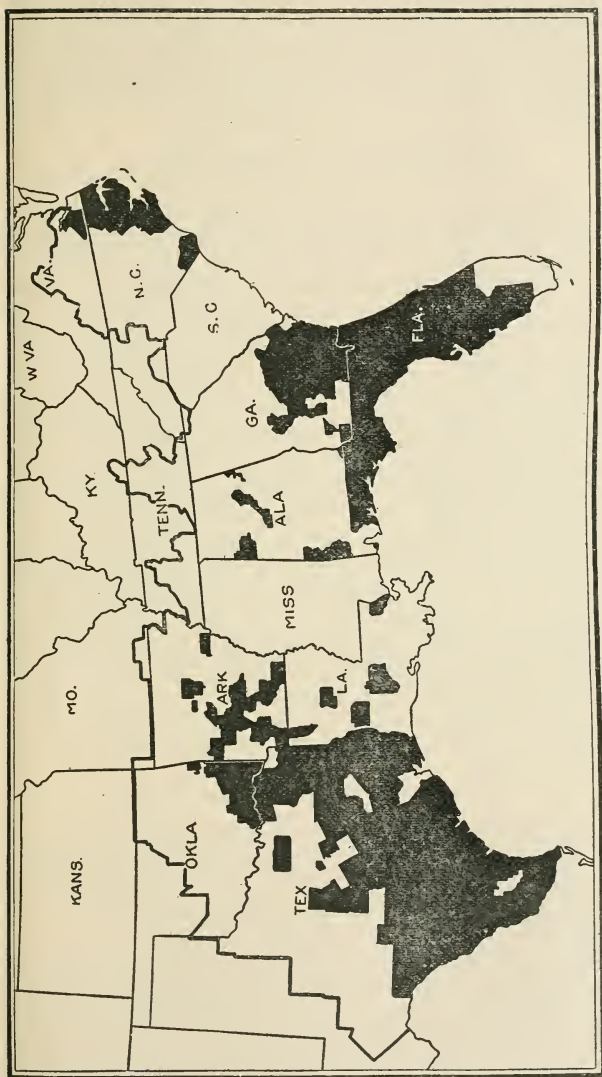 KANS.
MO.
KY.
W VA
VA.
OKLA
ARK
TENN.
N.C.
S.C
TEX
LA.
MISS
ALA
GA.
FLA.